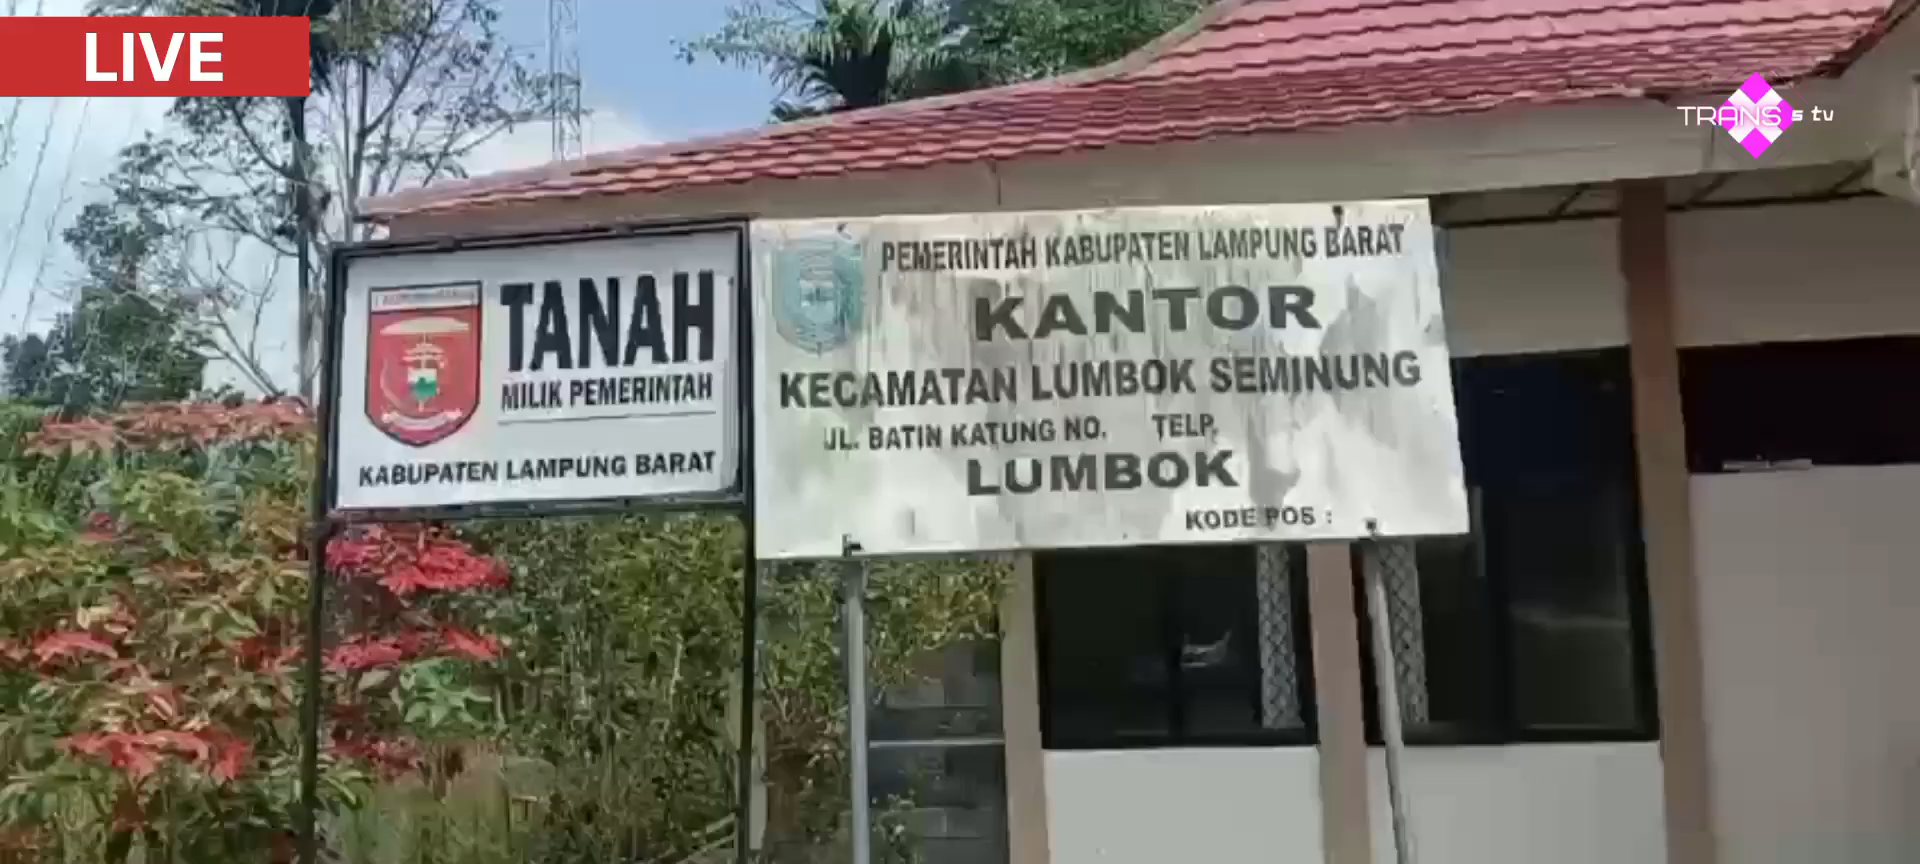 LIVE
TRANS s tv
TANAH
MILIK PEMERINTAH
KABUPATEN LAMPUNG BARAT
PEMERINTAH KABUPATEN LAMPUNG BARAT
KANTOR
KECAMATAN LUMBOK SEMINUNG
JL. BATIN KATUNG NO. TELP.
LUMBOK
KODE POS :